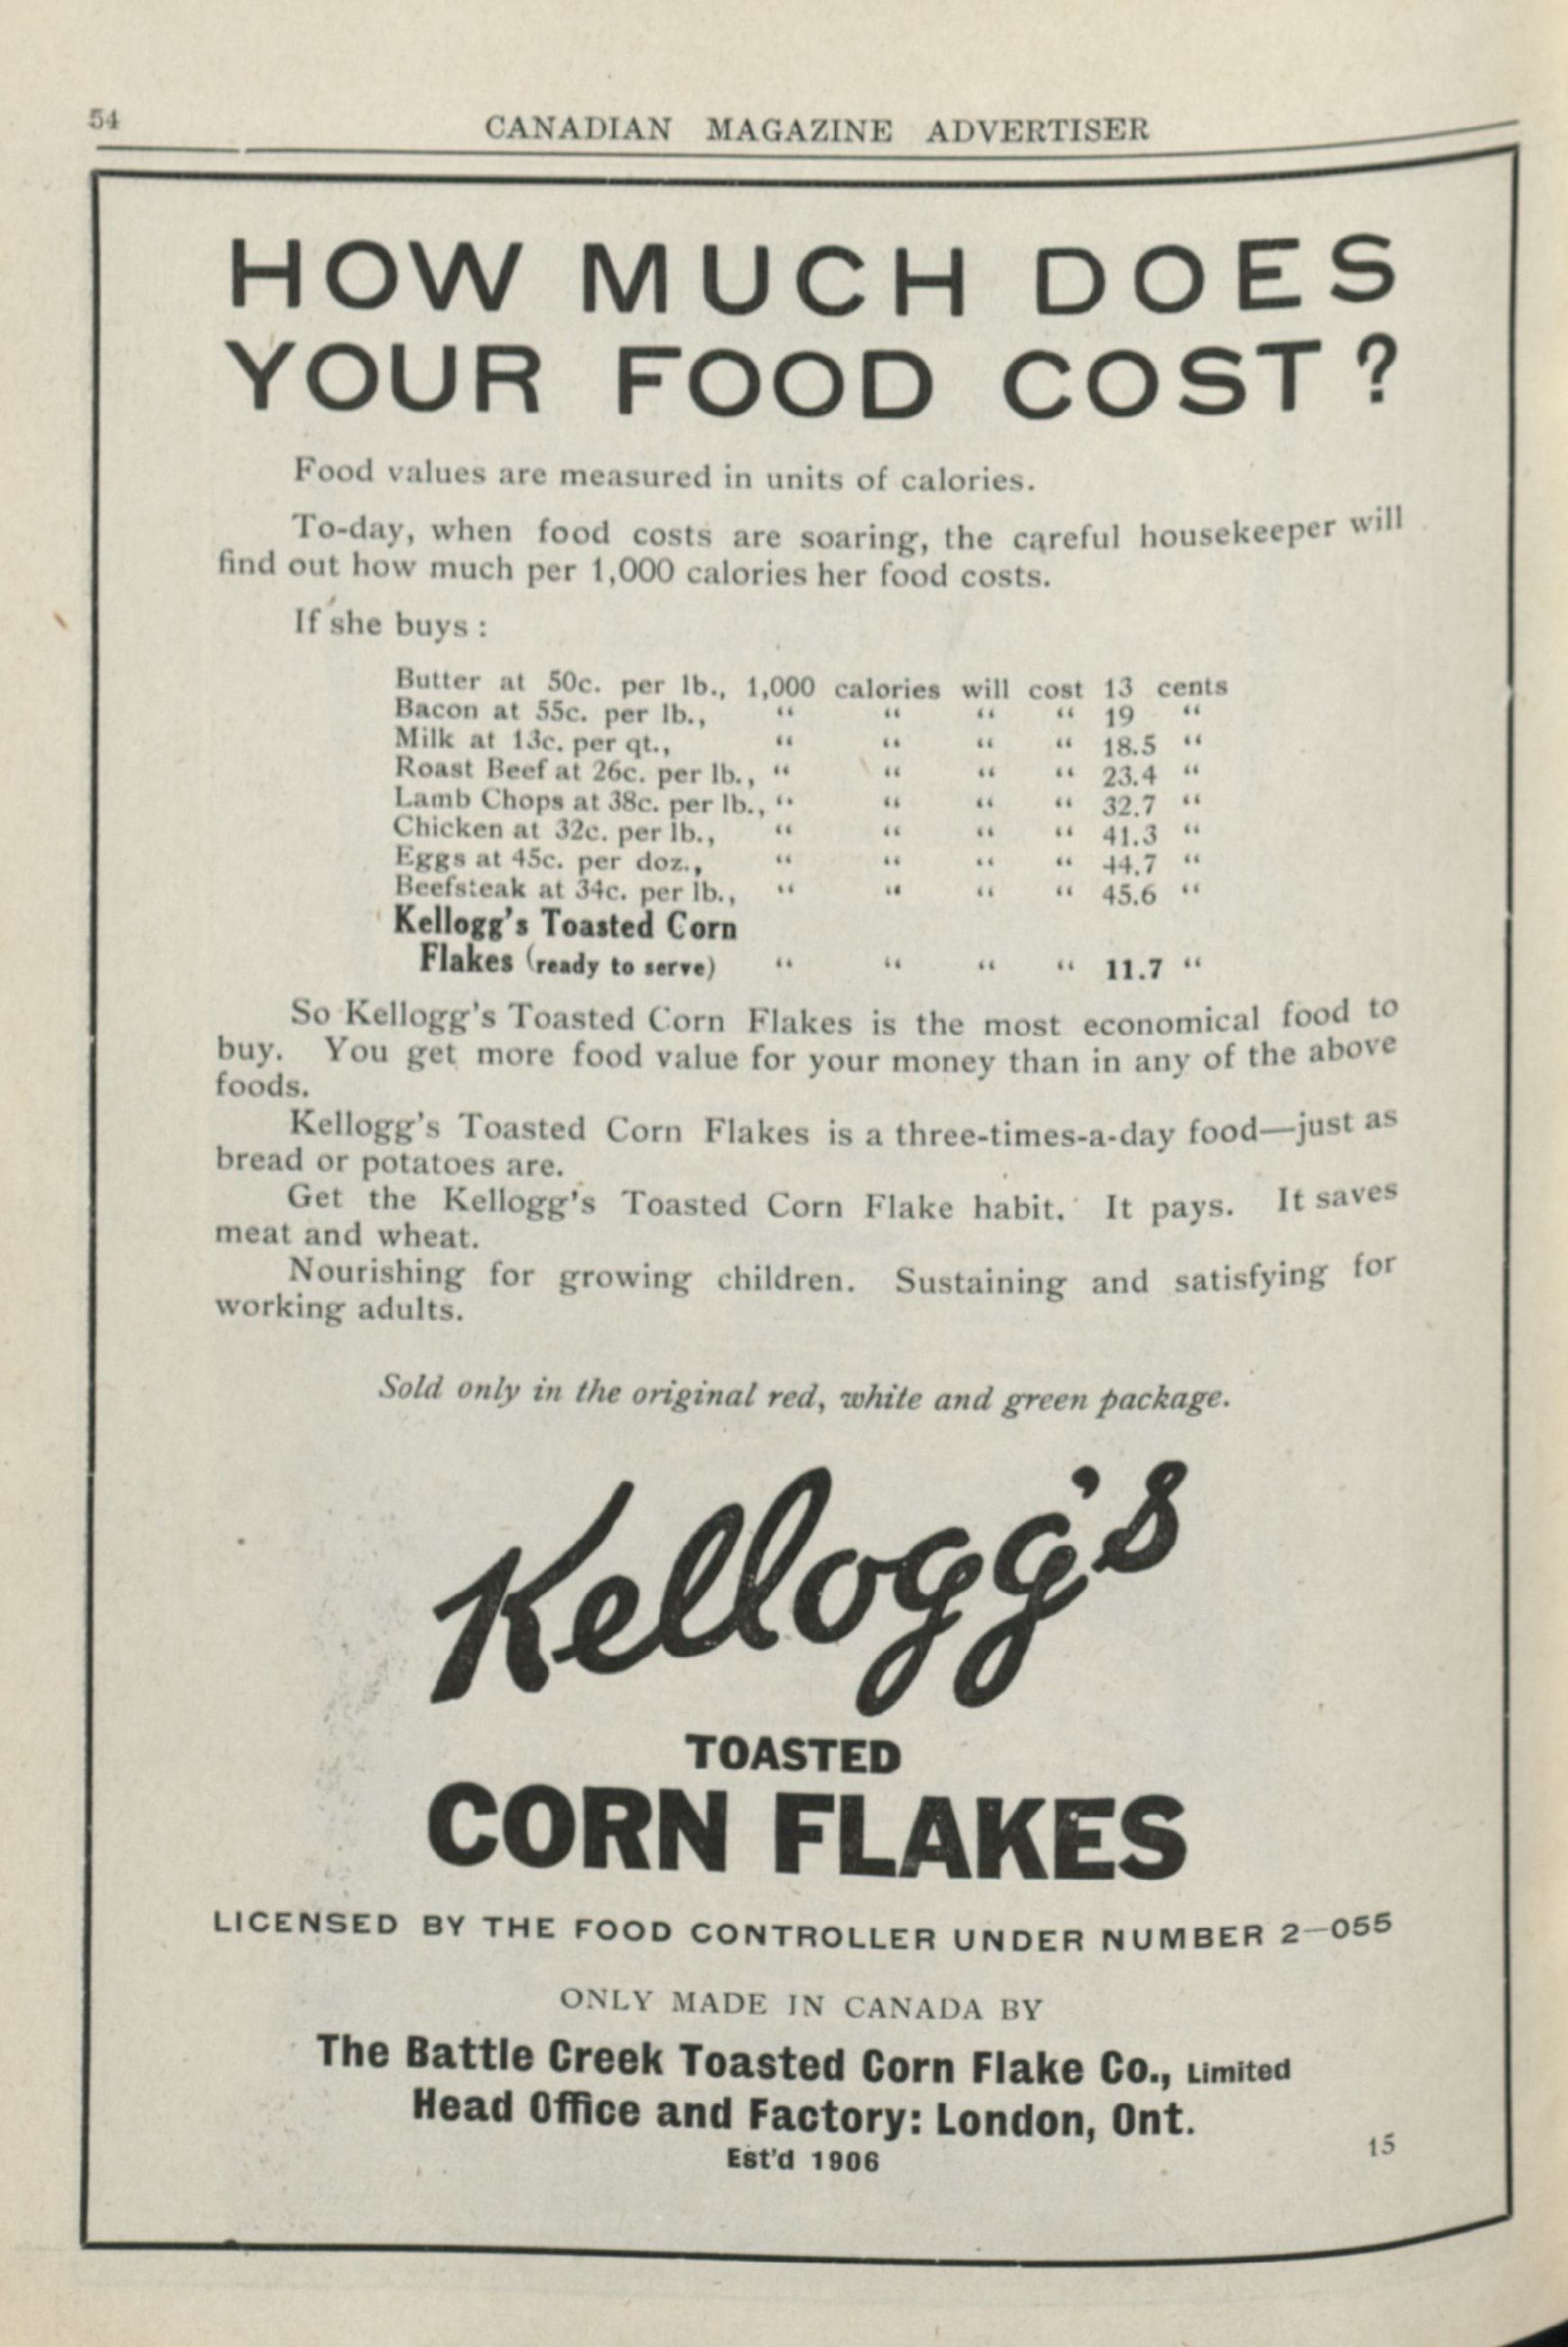 54
CANADIAN MAGAZINE ADVERTISER
HOW MUCH DOES
YOUR FOOD COST?
Food values are measured in units of calories.
To-day, when food costs are soaring, the careful housekeeper will
find out how much per 1,000 calories her food costs.
If she buys :
Butter at 50c. per lb., 1,000 calories will cost 13 cents
Bacon at 55c. per lb., " " " " 19 "
Milk at 13c. per qt., " " " " 18.5 "
Roast Beef at 26c. per lb., " " " " 23.4 "
Lamb Chops at 38c. per lb., " " " " 32.7 "
Chicken at 32c. per lb., " " " " 41.3 "
Eggs at 45c. per doz., " " " " 44.7 "
Beefsteak at 34c. per lb., " " " " 45.6 "
Kellogg's Toasted Corn
Flakes (ready to serve) " " " " 11.7 "
So Kellogg's Toasted Corn Flakes is the most economical food to
buy. You get more food value for your money than in any of the above
foods.
Kellogg's Toasted Corn Flakes is a three-times-a-day food—just as
bread or potatoes are.
Get the Kellogg's Toasted Corn Flake habit. It pays. It saves
meat and wheat.
Nourishing for growing children. Sustaining and satisfying for
working adults.
Sold only in the original red, white and green package.
Kellogg's
TOASTED
CORN FLAKES
LICENSED BY THE FOOD CONTROLLER UNDER NUMBER 2—055
ONLY MADE IN CANADA BY
The Battle Creek Toasted Corn Flake Co., Limited
Head Office and Factory: London, Ont.
Est'd 1906
15